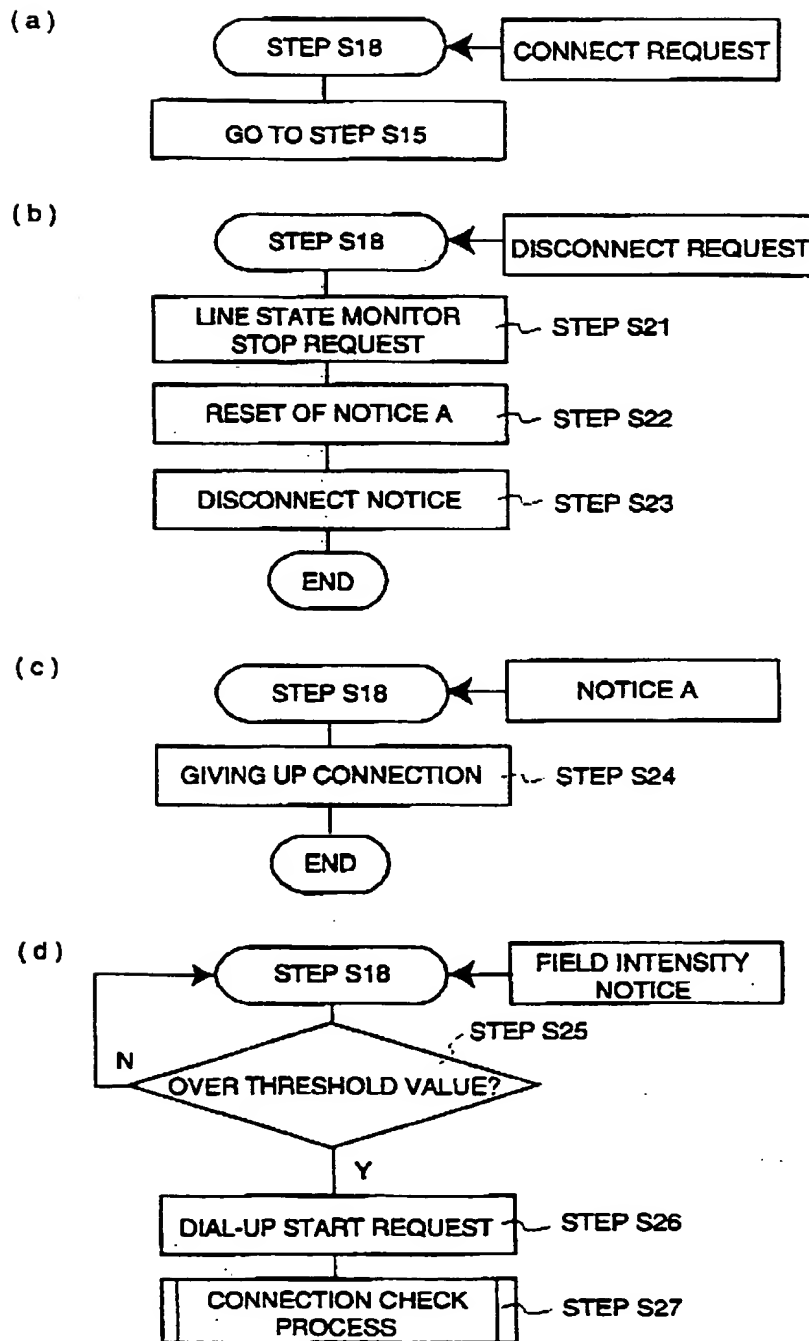 (a)
STEP S18
CONNECT REQUEST
GO TO STEP S15
(b)
STEP S18
DISCONNECT REQUEST
LINE STATE MONITOR
STOP REQUEST
STEP S21
RESET OF NOTICE A
STEP S22
DISCONNECT NOTICE
STEP S23
END
(c)
STEP S18
NOTICE A
GIVING UP CONNECTION
STEP S24
END
(d)
STEP S18
FIELD INTENSITY
NOTICE
STEP S25
N
OVER THRESHOLD VALUE?
Y
DIAL-UP START REQUEST
STEP S26
CONNECTION CHECK
PROCESS
STEP S27